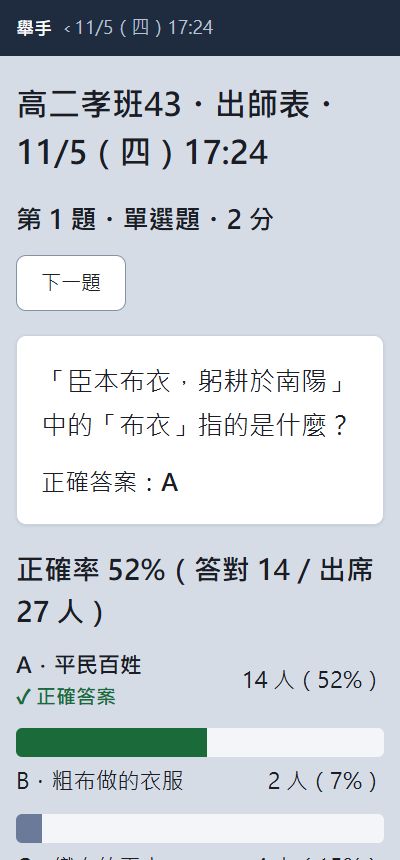 舉手 ‹ 11/5（四）17:24
高二孝班43・出師表・
11/5（四）17:24
第 1 題・單選題・2 分
下一題
「臣本布衣，躬耕於南陽」
中的「布衣」指的是什麼？
正確答案：A
正確率 52%（答對 14 / 出席
27 人）
A・平民百姓
✓ 正確答案
14 人（52%）
B・粗布做的衣服
2 人（7%）